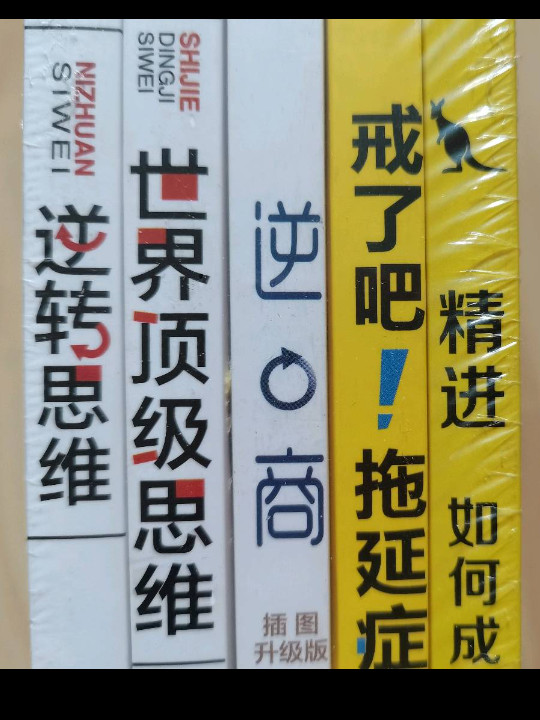 NIZHUAN
SIWEI
逆转思维
SHIJIE
DINGJI
SIWEI
世界顶级思维
逆商
插图
升级版
戒了吧!拖延症
精进
如何成